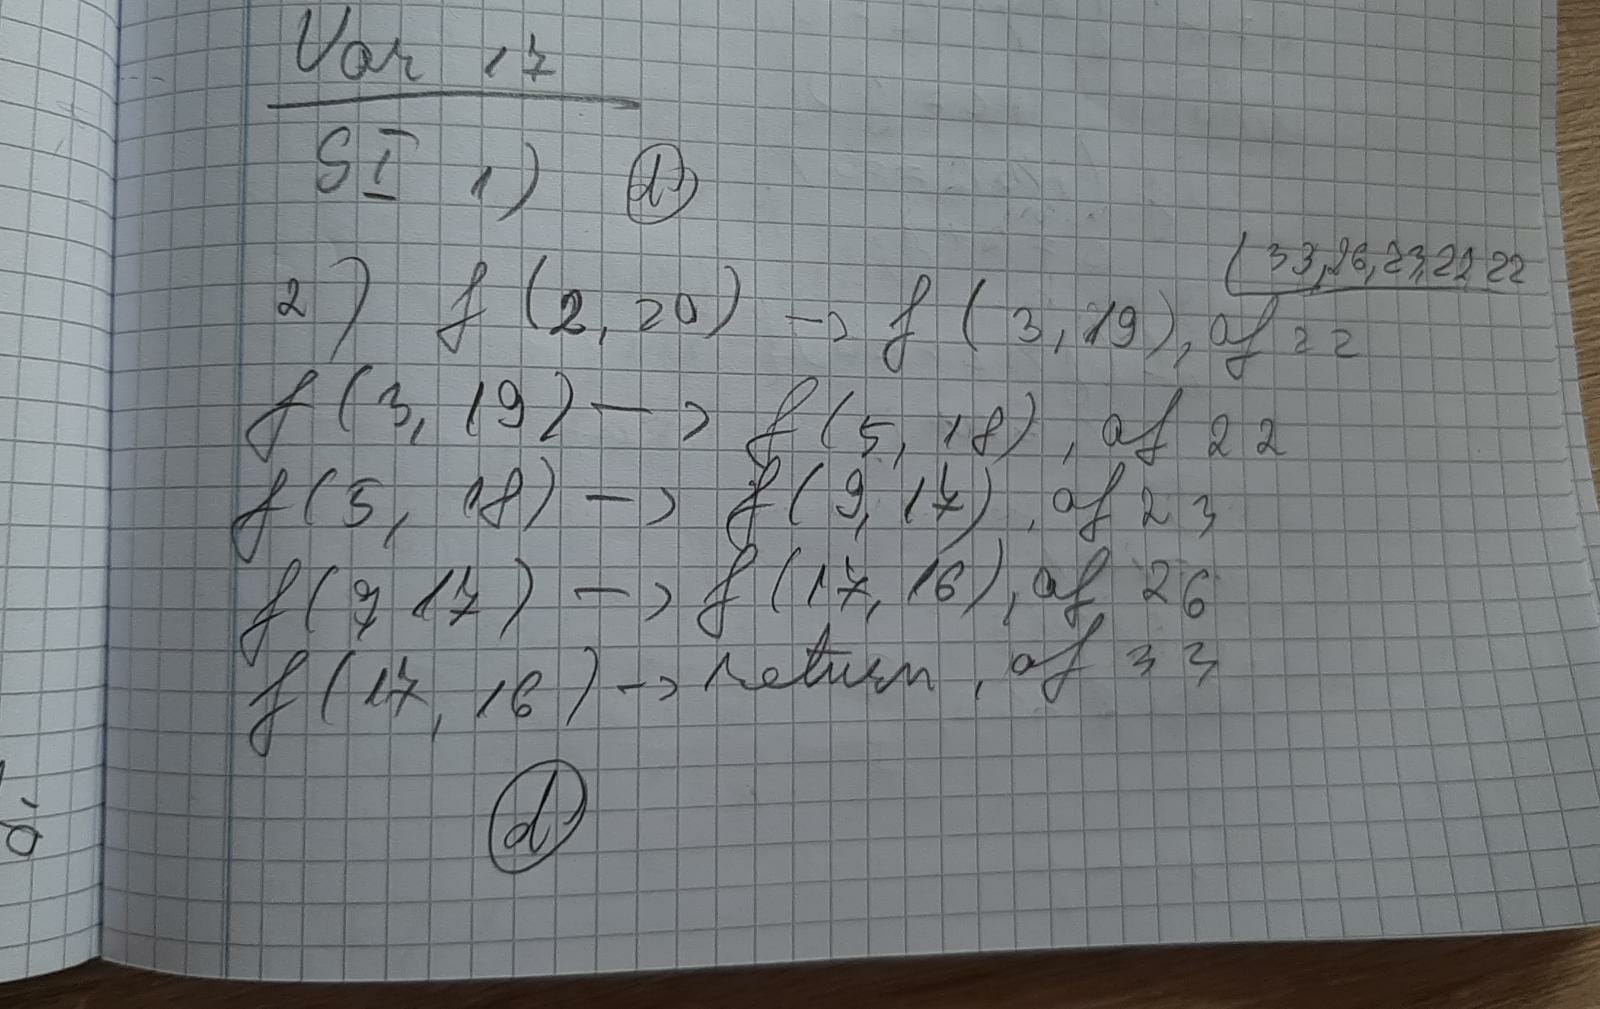 Var 17
SI 1) d)
(33,26,23,22 22
2) f(2,20) -> f(3,19), af 22
f(3, 19) -> f(5, 18), af 22
f(5, 18) -> f(9, 17), af 23
f(9 17) -> f(17, 16), af 26
f(17, 16) -> return, af 33
d)